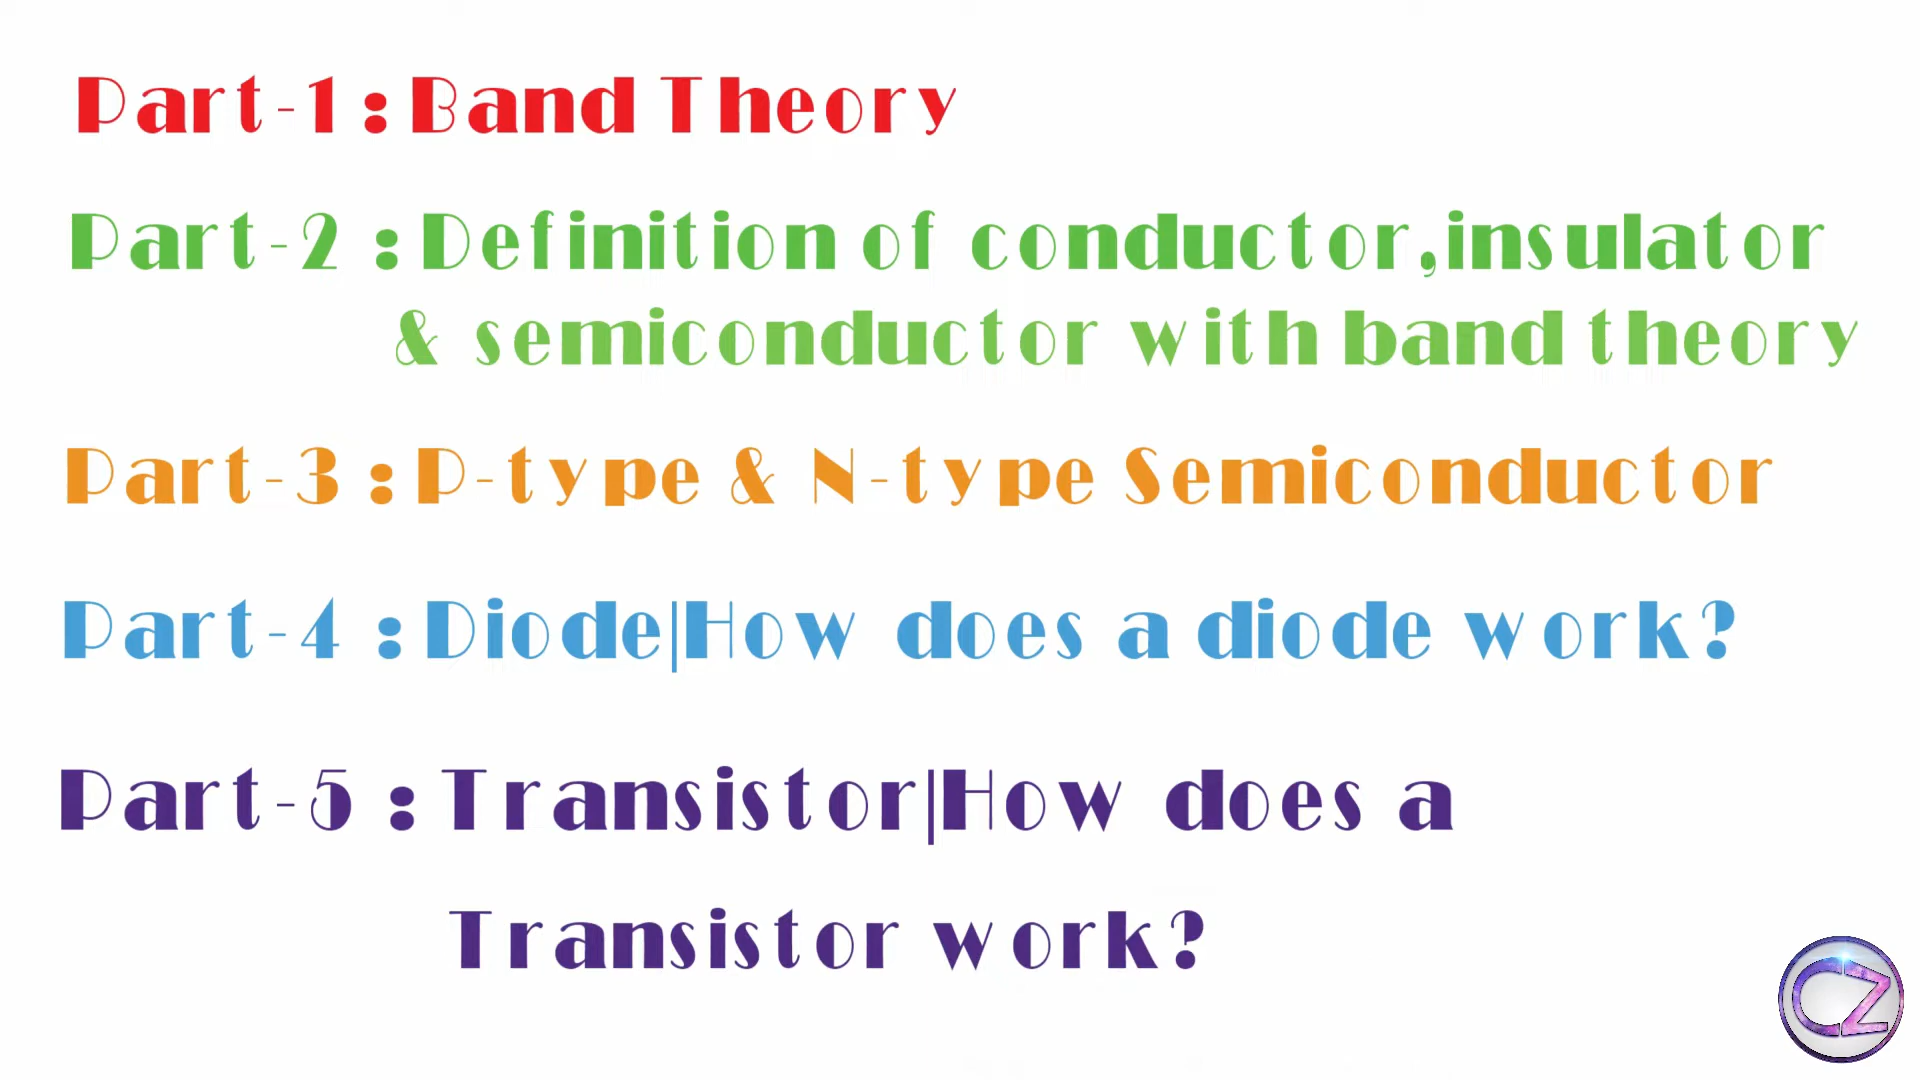 Part-1 : Band Theory
Part-2 : Definition of conductor,insulator
& semiconductor with band theory
Part-3 : P-type & N-type Semiconductor
Part-4 : Diode|How does a diode work?
Part-5 : Transistor|How does a
Transistor work?
CZ